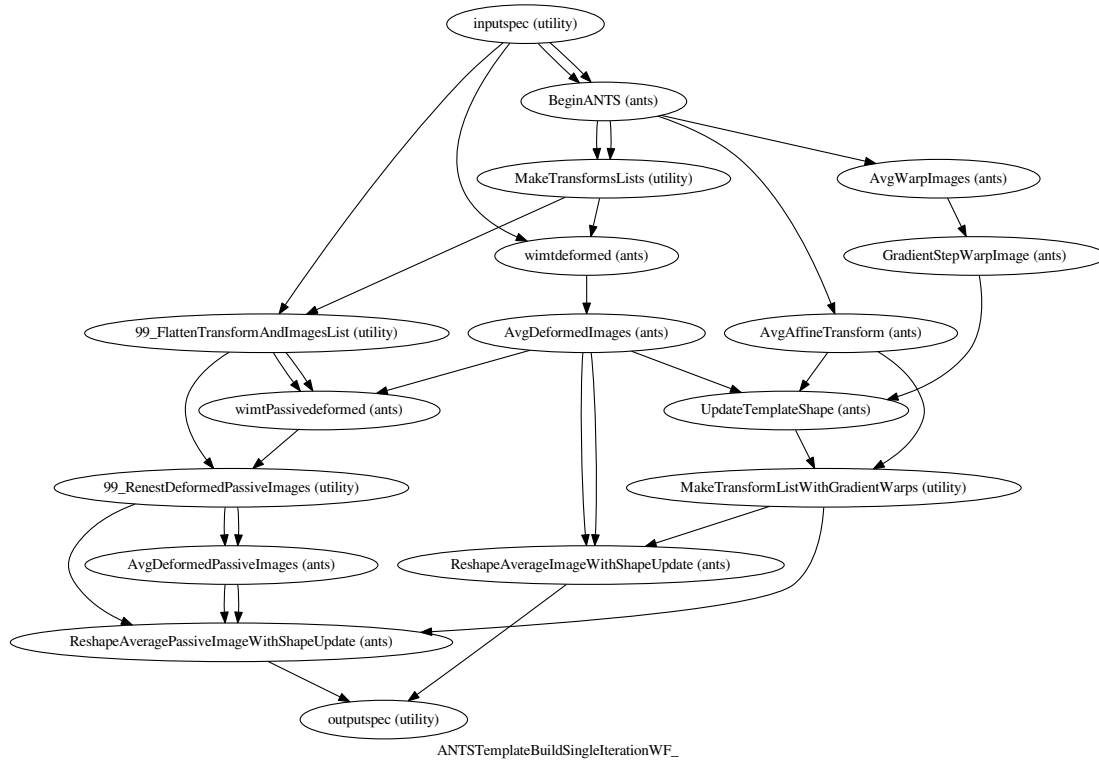 inputspec (utility)
BeginANTS (ants)
MakeTransformsLists (utility)
AvgWarpImages (ants)
wimtdeformed (ants)
GradientStepWarpImage (ants)
99_FlattenTransformAndImagesList (utility)
AvgDeformedImages (ants)
AvgAffineTransform (ants)
wimtPassivedeformed (ants)
UpdateTemplateShape (ants)
99_RenestDeformedPassiveImages (utility)
MakeTransformListWithGradientWarps (utility)
AvgDeformedPassiveImages (ants)
ReshapeAverageImageWithShapeUpdate (ants)
ReshapeAveragePassiveImageWithShapeUpdate (ants)
outputspec (utility)
ANTSTemplateBuildSingleIterationWF_